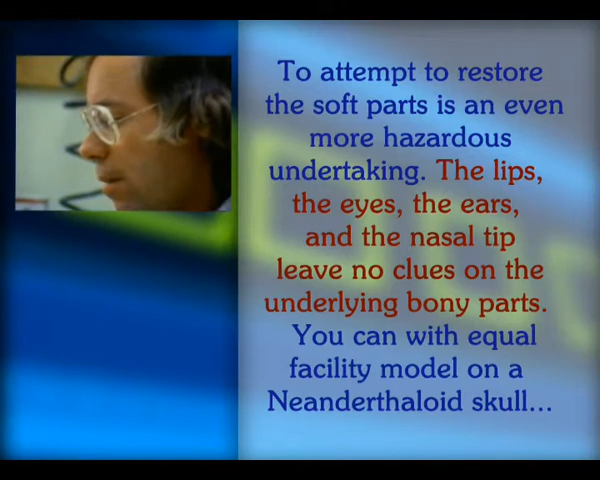 To attempt to restore
the soft parts is an even
more hazardous
undertaking. The lips,
the eyes, the ears,
and the nasal tip
leave no clues on the
underlying bony parts.
You can with equal
facility model on a
Neanderthaloid skull...